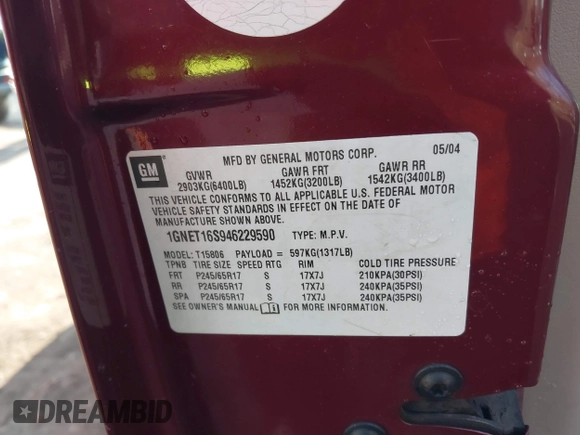 GM
MFD BY GENERAL MOTORS CORP. 05/04
GVWR GAWR FRT GAWR RR
2903KG(6400LB) 1452KG(3200LB) 1542KG(3400LB)
THIS VEHICLE CONFORMS TO ALL APPLICABLE U.S. FEDERAL MOTOR
VEHICLE SAFETY STANDARDS IN EFFECT ON THE DATE OF
MANUFACTURE SHOWN ABOVE.
1GNET16S946229590 TYPE: M.P.V.
MODEL: T15806 PAYLOAD = 597KG(1317LB)
TPNB TIRE SIZE SPEED RTG RIM COLD TIRE PRESSURE
FRT P245/65R17 S 17X7J 210KPA(30PSI)
RR P245/65R17 S 17X7J 240KPA(35PSI)
SPA P245/65R17 S 17X7J 240KPA(35PSI)
SEE OWNER'S MANUAL FOR MORE INFORMATION.
DREAMBID